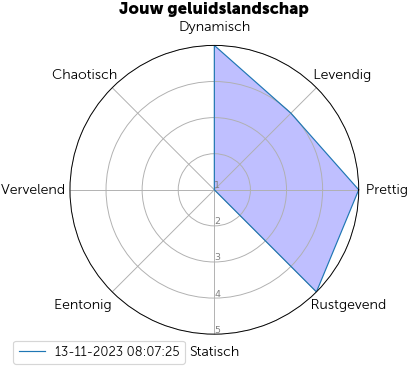 Jouw geluidslandschap
Dynamisch
Chaotisch
Levendig
Vervelend
Prettig
1
2
3
4
5
Eentonig
Rustgevend
13-11-2023 08:07:25
Statisch